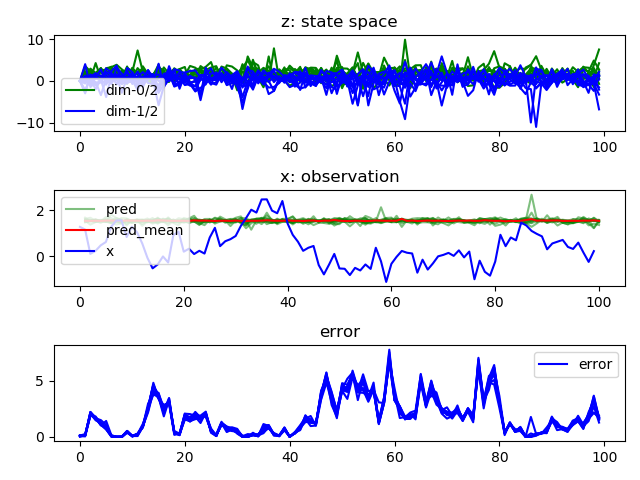 z: state space
10
0
−10
dim-0/2
dim-1/2
0 20 40 60 80 100
x: observation
2
0
pred
pred_mean
x
0 20 40 60 80 100
error
5
0
error
0 20 40 60 80 100